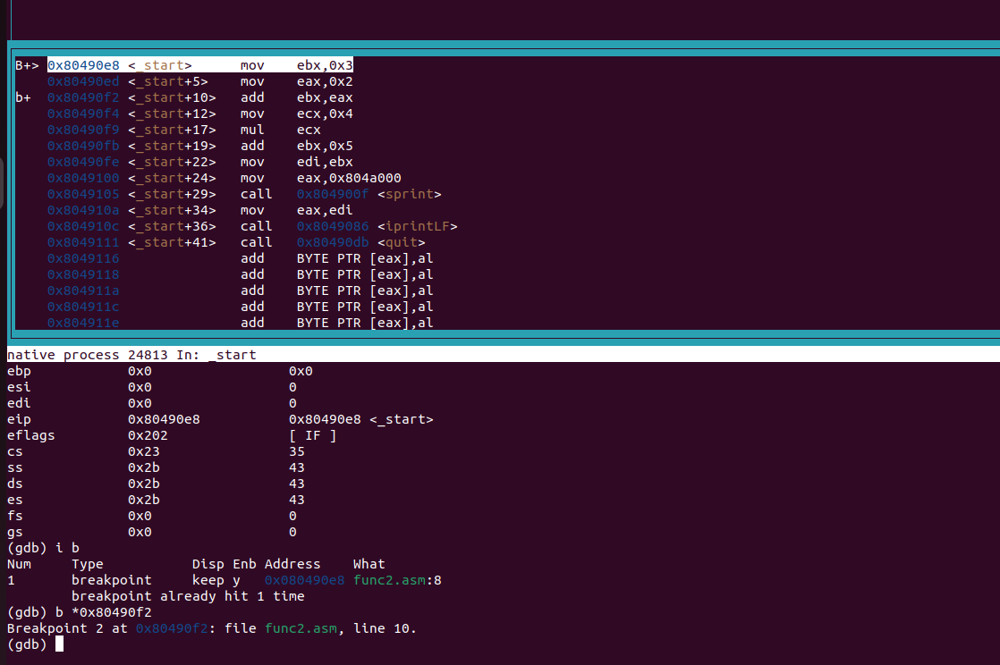 B+> 0x80490e8 <_start>      mov    ebx,0x3
    0x80490ed <_start+5>    mov    eax,0x2
b+  0x80490f2 <_start+10>   add    ebx,eax
    0x80490f4 <_start+12>   mov    ecx,0x4
    0x80490f9 <_start+17>   mul    ecx
    0x80490fb <_start+19>   add    ebx,0x5
    0x80490fe <_start+22>   mov    edi,ebx
    0x8049100 <_start+24>   mov    eax,0x804a000
    0x8049105 <_start+29>   call   0x804900f <sprint>
    0x804910a <_start+34>   mov    eax,edi
    0x804910c <_start+36>   call   0x8049086 <iprintLF>
    0x8049111 <_start+41>   call   0x80490db <quit>
    0x8049116               add    BYTE PTR [eax],al
    0x8049118               add    BYTE PTR [eax],al
    0x804911a               add    BYTE PTR [eax],al
    0x804911c               add    BYTE PTR [eax],al
    0x804911e               add    BYTE PTR [eax],al
native process 24813 In: _start
ebp            0x0                 0x0
esi            0x0                 0
edi            0x0                 0
eip            0x80490e8           0x80490e8 <_start>
eflags         0x202               [ IF ]
cs             0x23                35
ss             0x2b                43
ds             0x2b                43
es             0x2b                43
fs             0x0                 0
gs             0x0                 0
(gdb) i b
Num     Type           Disp Enb Address    What
1       breakpoint     keep y   0x080490e8 func2.asm:8
        breakpoint already hit 1 time
(gdb) b *0x80490f2
Breakpoint 2 at 0x80490f2: file func2.asm, line 10.
(gdb)